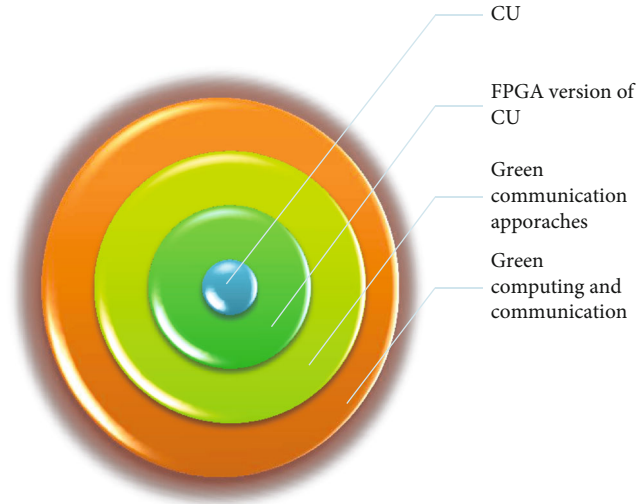 CU
FPGA version of
CU
Green
communication
apporaches
Green
computing and
communication